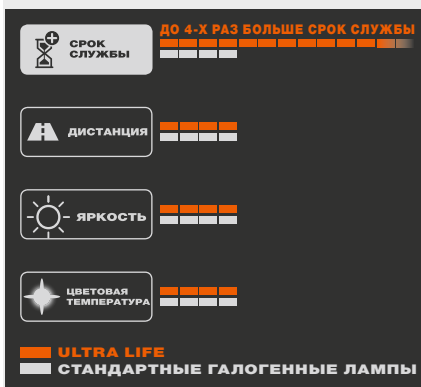 ДО 4-Х РАЗ БОЛЬШЕ СРОК СЛУЖБЫ
СРОК
СЛУЖБЫ
ДИСТАНЦИЯ
ЯРКОСТЬ
ЦВЕТОВАЯ
ТЕМПЕРАТУРА
ULTRA LIFE
СТАНДАРТНЫЕ ГАЛОГЕННЫЕ ЛАМПЫ